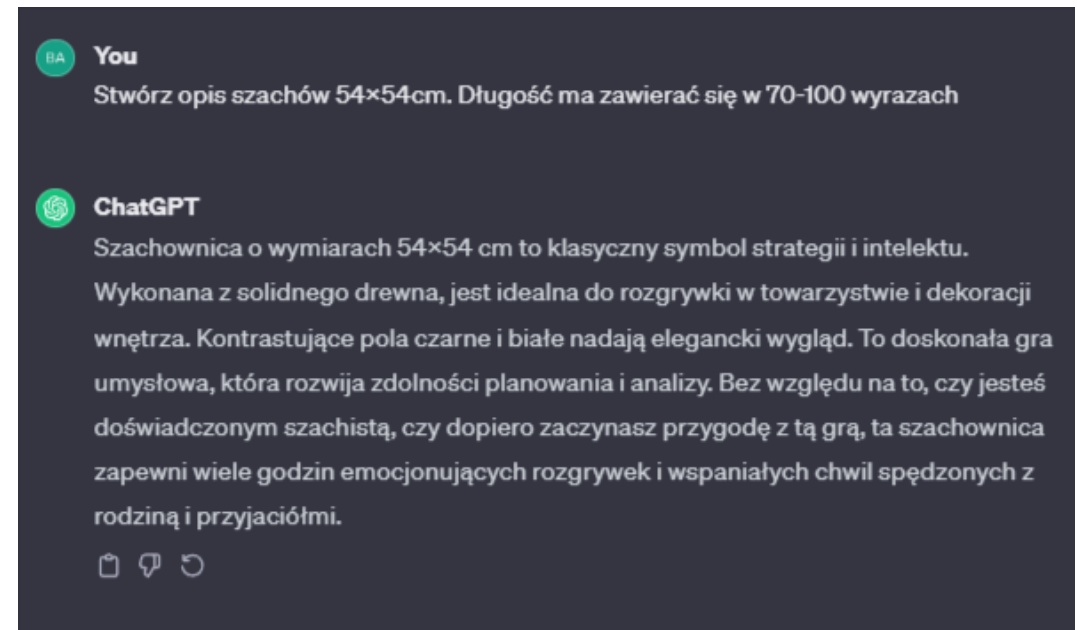 BA
You
Stwórz opis szachów 54×54cm. Długość ma zawierać się w 70-100 wyrazach
ChatGPT
Szachownica o wymiarach 54×54 cm to klasyczny symbol strategii i intelektu.
Wykonana z solidnego drewna, jest idealna do rozgrywki w towarzystwie i dekoracji
wnętrza. Kontrastujące pola czarne i białe nadają elegancki wygląd. To doskonała gra
umysłowa, która rozwija zdolności planowania i analizy. Bez względu na to, czy jesteś
doświadczonym szachistą, czy dopiero zaczynasz przygodę z tą grą, ta szachownica
zapewni wiele godzin emocjonujących rozgrywek i wspaniałych chwil spędzonych z
rodziną i przyjaciółmi.